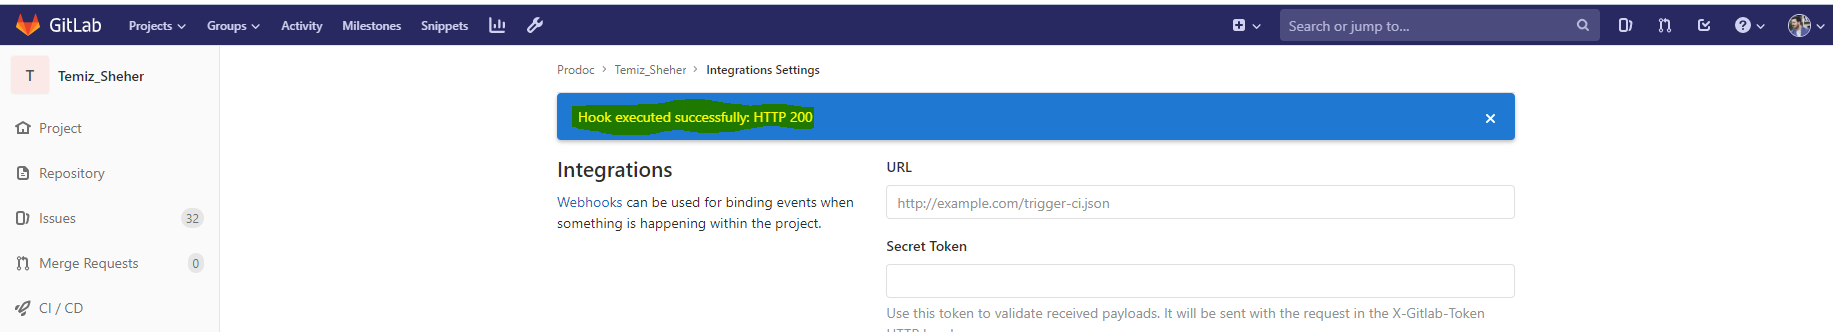 GitLab Projects Groups Activity Milestones Snippets Search or jump to...
T Temiz_Sheher
Project
Repository
Issues 32
Merge Requests 0
CI / CD
Prodoc > Temiz_Sheher > Integrations Settings
Hook executed successfully: HTTP 200
Integrations
Webhooks can be used for binding events when
something is happening within the project.
URL
http://example.com/trigger-ci.json
Secret Token
Use this token to validate received payloads. It will be sent with the request in the X-Gitlab-Token